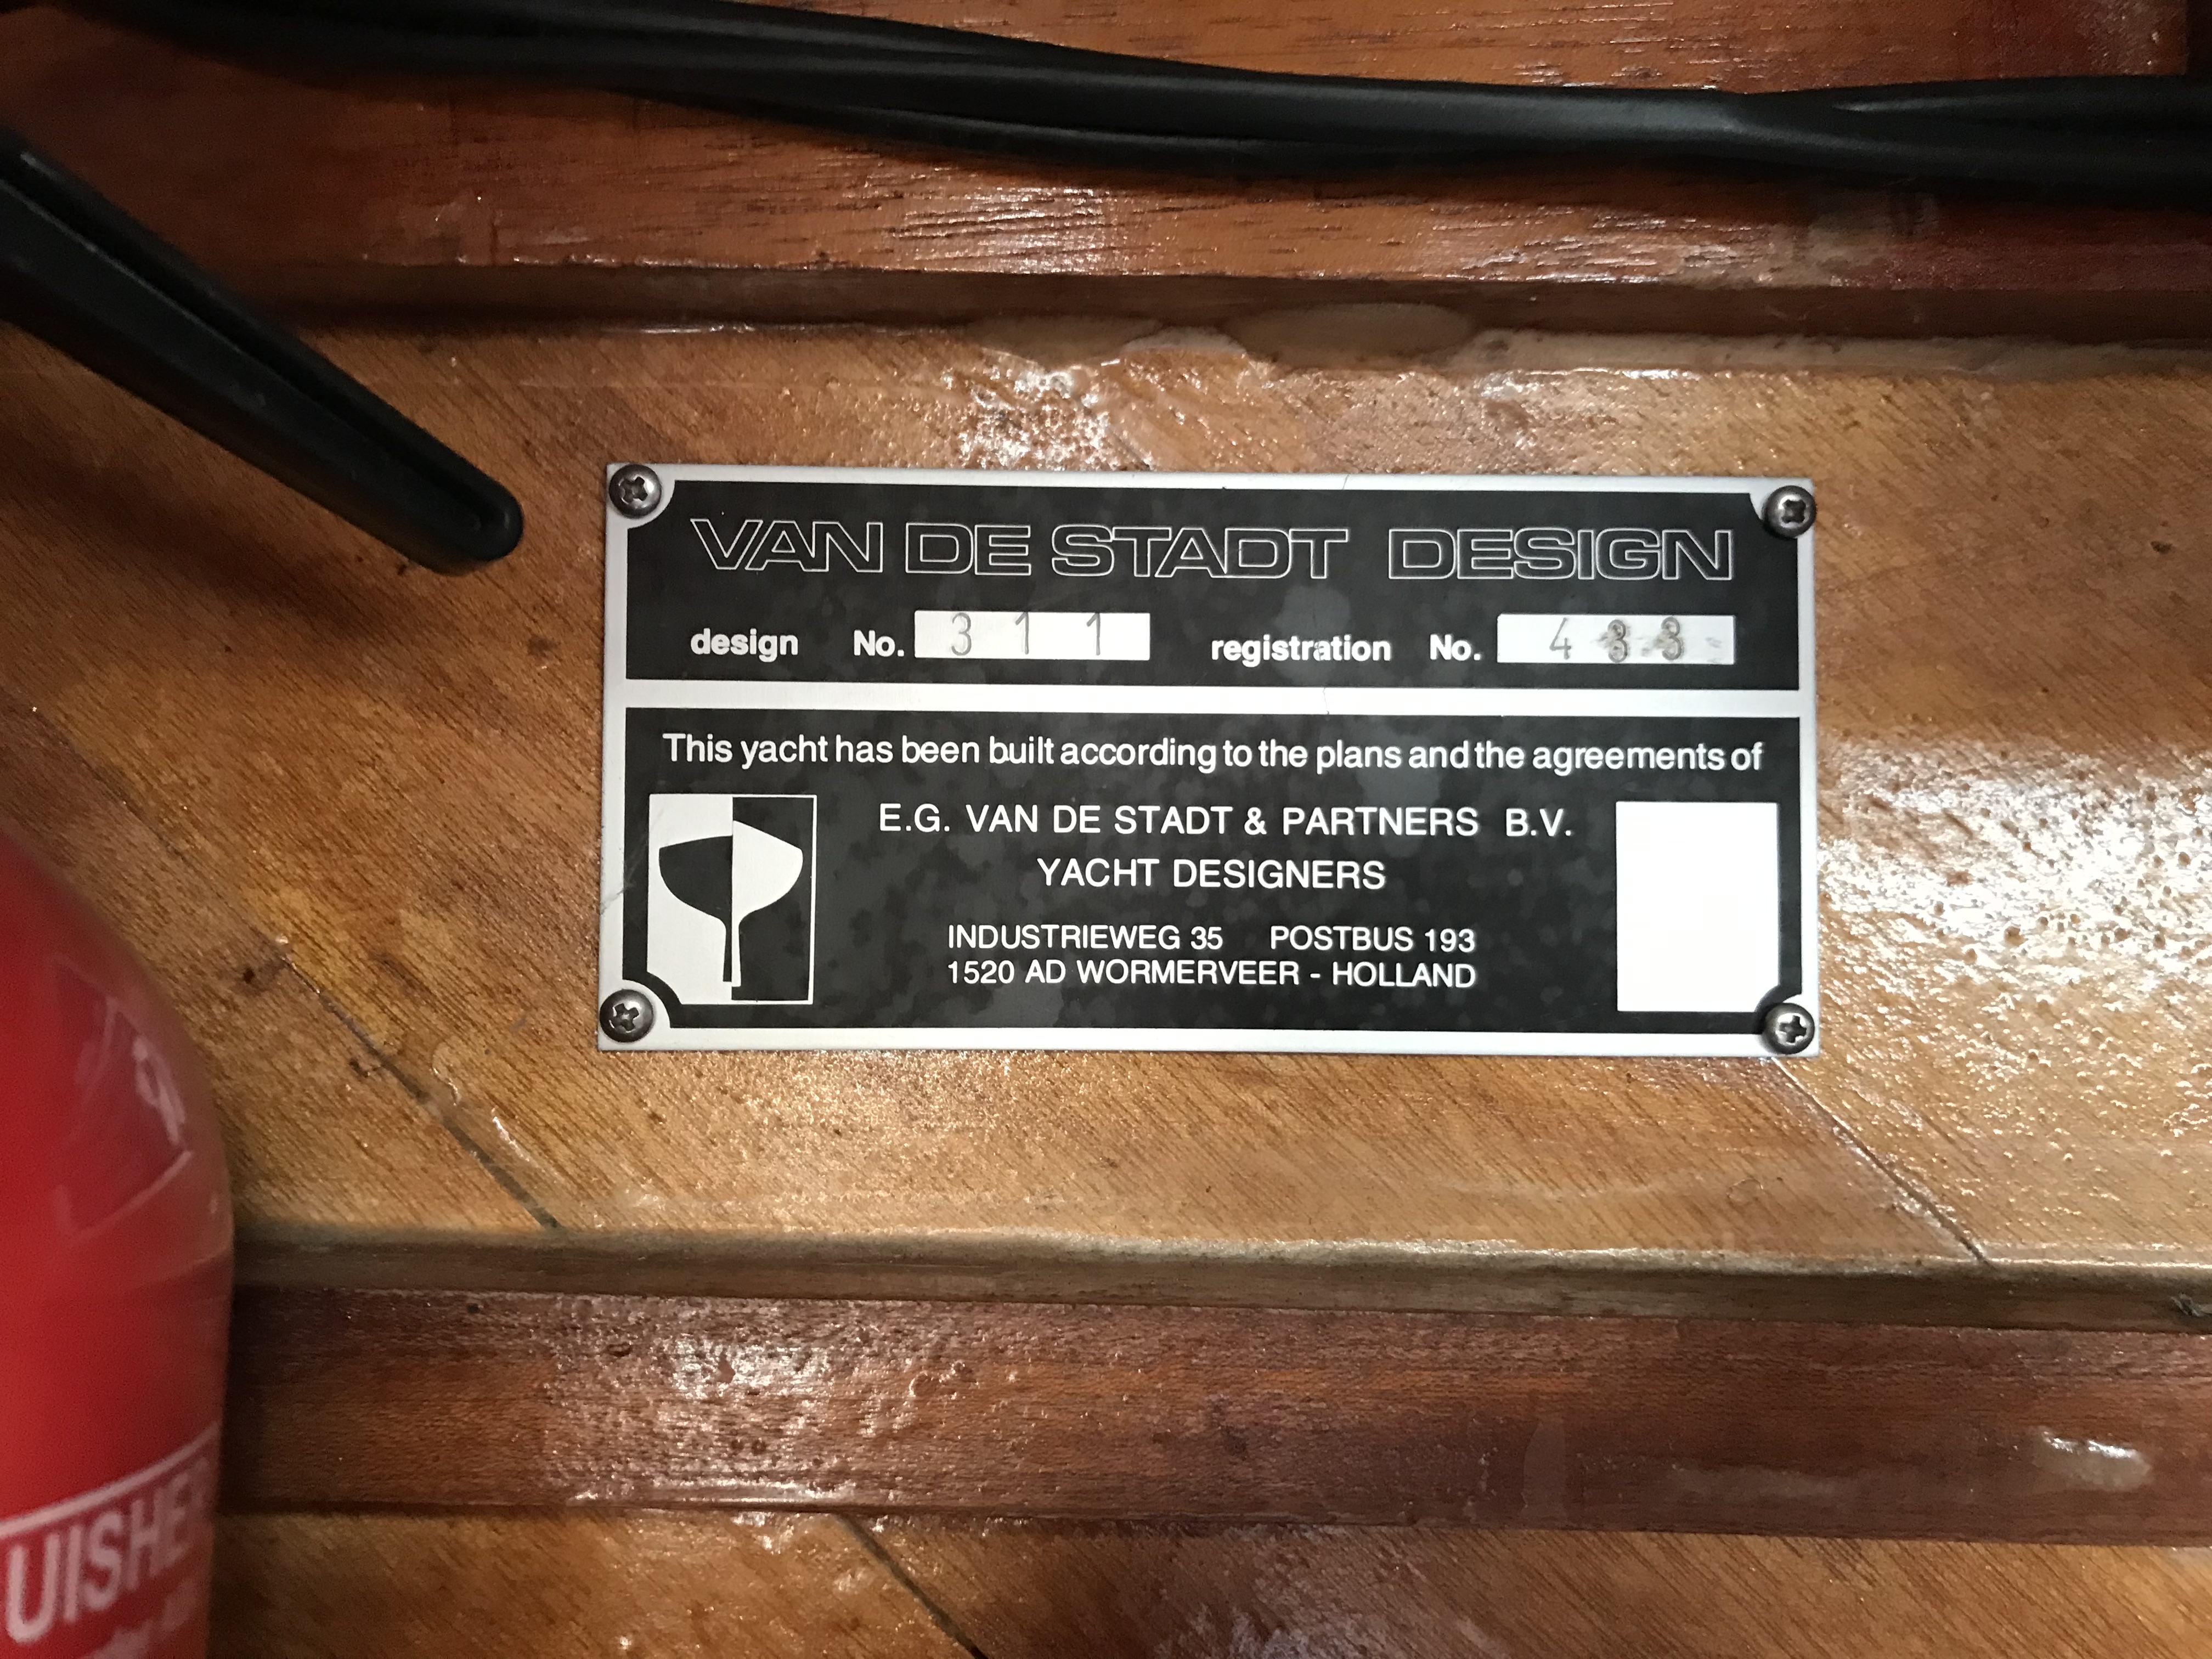 VAN DE STADT DESIGN
design No. 3 1 1 registration No. 4
This yacht has been built according to the plans and the agreements of
E.G. VAN DE STADT & PARTNERS B.V.
YACHT DESIGNERS
INDUSTRIEWEG 35 POSTBUS 193
1520 AD WORMERVEER - HOLLAND
UISHE